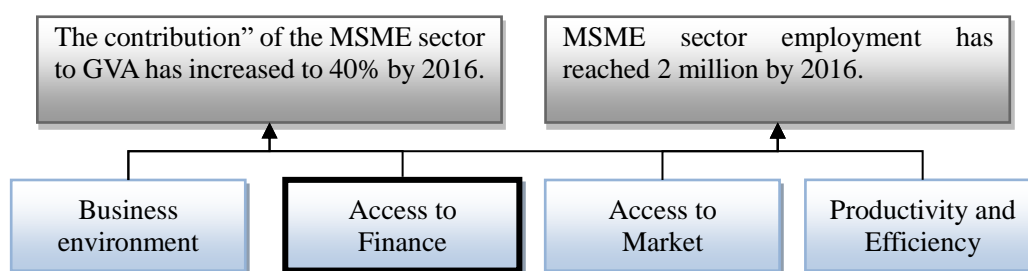 The contribution” of the MSME sector
to GVA has increased to 40% by 2016.
MSME sector employment has
reached 2 million by 2016.
Business
environment
Access to
Finance
Access to
Market
Productivity and
Efficiency